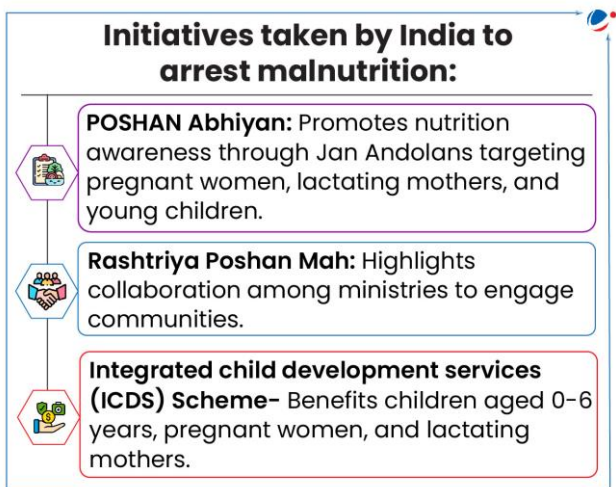 Initiatives taken by India to
arrest malnutrition:
POSHAN Abhiyan: Promotes nutrition
awareness through Jan Andolans targeting
pregnant women, lactating mothers, and
young children.
Rashtriya Poshan Mah: Highlights
collaboration among ministries to engage
communities.
Integrated child development services
(ICDS) Scheme- Benefits children aged 0-6
years, pregnant women, and lactating
mothers.